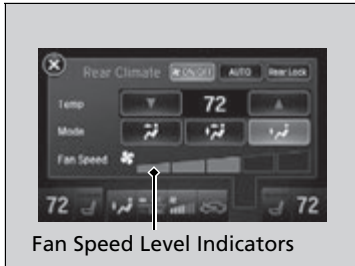 Rear Climate ON/OFF AUTO Rear Lock
Temp 72
Mode
Fan Speed
72 72
Fan Speed Level Indicators